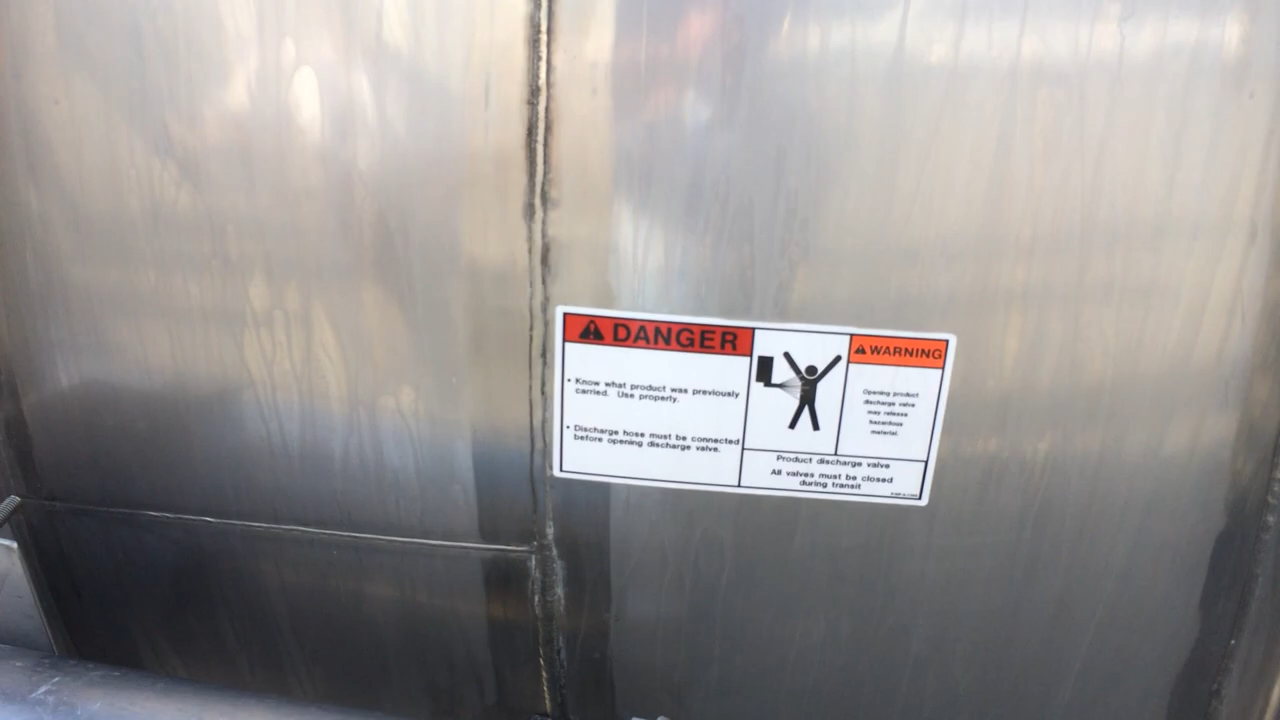 DANGER
• Know what product was previously
carried. Use properly.
• Discharge hose must be connected
before opening discharge valve.
WARNING
Opening product
discharge valve
may release
hazardous
material.
Product discharge valve
All valves must be closed
during transit